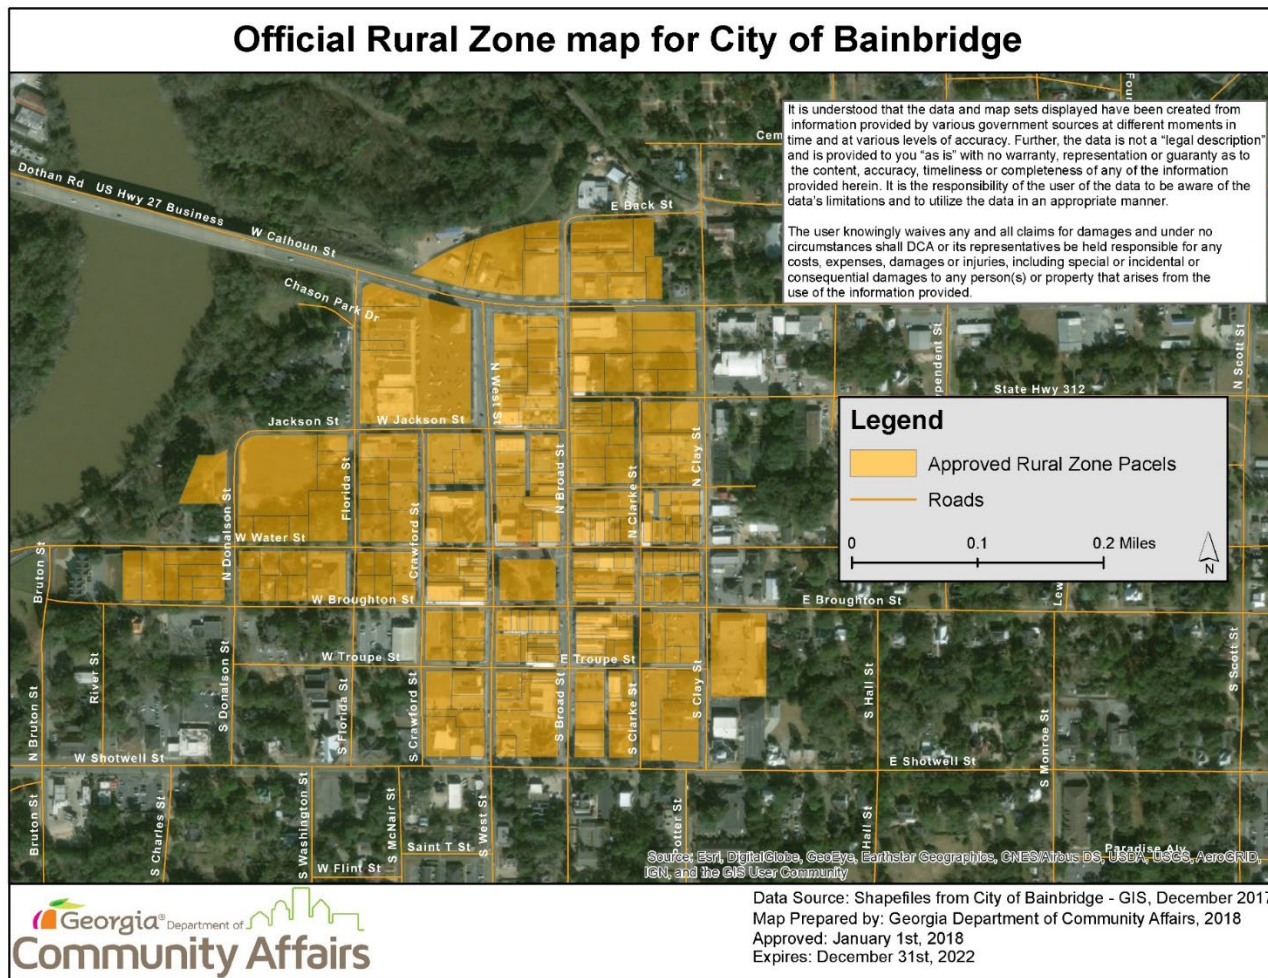 Official Rural Zone map for City of Bainbridge
It is understood that the data and map sets displayed have been created from
information provided by various government sources at different moments in
time and at various levels of accuracy. Further, the data is not a “legal description”
and is provided to you “as is” with no warranty, representation or guaranty as to
the content, accuracy, timeliness or completeness of any of the information
provided herein. It is the responsibility of the user of the data to be aware of the
data's limitations and to utilize the data in an appropriate manner.
The user knowingly waives any and all claims for damages and under no
circumstances shall DCA or its representatives be held responsible for any
costs, expenses, damages or injuries, including special or incidental or
consequential damages to any person(s) or property that arises from the
use of the information provided.
Cem
Foun
Dothan Rd US Hwy 27 Business
W Calhoun St
E Back St
Chason Park Dr
N West St
pendent St
N Scott St
State Hwy 312
Jackson St
W Jackson St
Florida St
N Broad St
N Clay St
N Clarke St
N Donalson St
Crawford St
W Water St
Bruton St
Legend
Approved Rural Zone Pacels
Roads
0 0.1 0.2 Miles
N
Lew
W Broughton St
E Broughton St
W Troupe St
E Troupe St
N Bruton St
River St
S Donalson St
S Florida St
S Crawford St
S Broad St
S Clarke St
S Clay St
S Hall St
S Monroe St
S Scott St
W Shotwell St
E Shotwell St
Bruton St
S Charles St
S Washington St
S McNair St
S West St
Potter St
Hall St
Saint T St
W Flint St
Paradise Aly
Source: Esri, DigitalGlobe, GeoEye, Earthstar Geographics, CNES/Airbus DS, USDA, USGS, AeroGRID,
IGN, and the GIS User Community
Georgia® Department of
Community Affairs
Data Source: Shapefiles from City of Bainbridge - GIS, December 2017
Map Prepared by: Georgia Department of Community Affairs, 2018
Approved: January 1st, 2018
Expires: December 31st, 2022